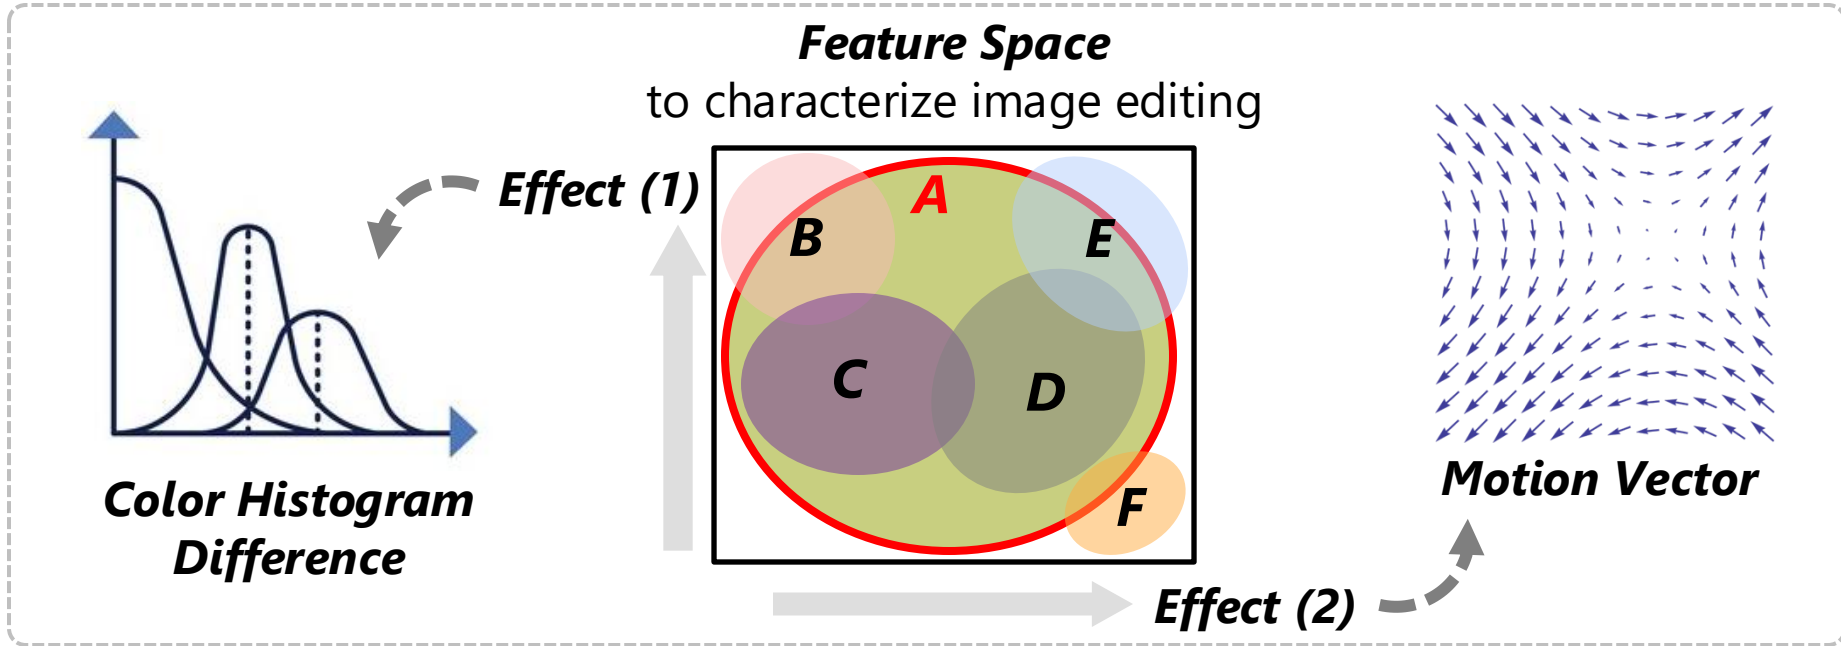 Feature Space
to characterize image editing
Effect (1)
A
B
E
C
D
F
Color Histogram
Difference
Motion Vector
Effect (2)